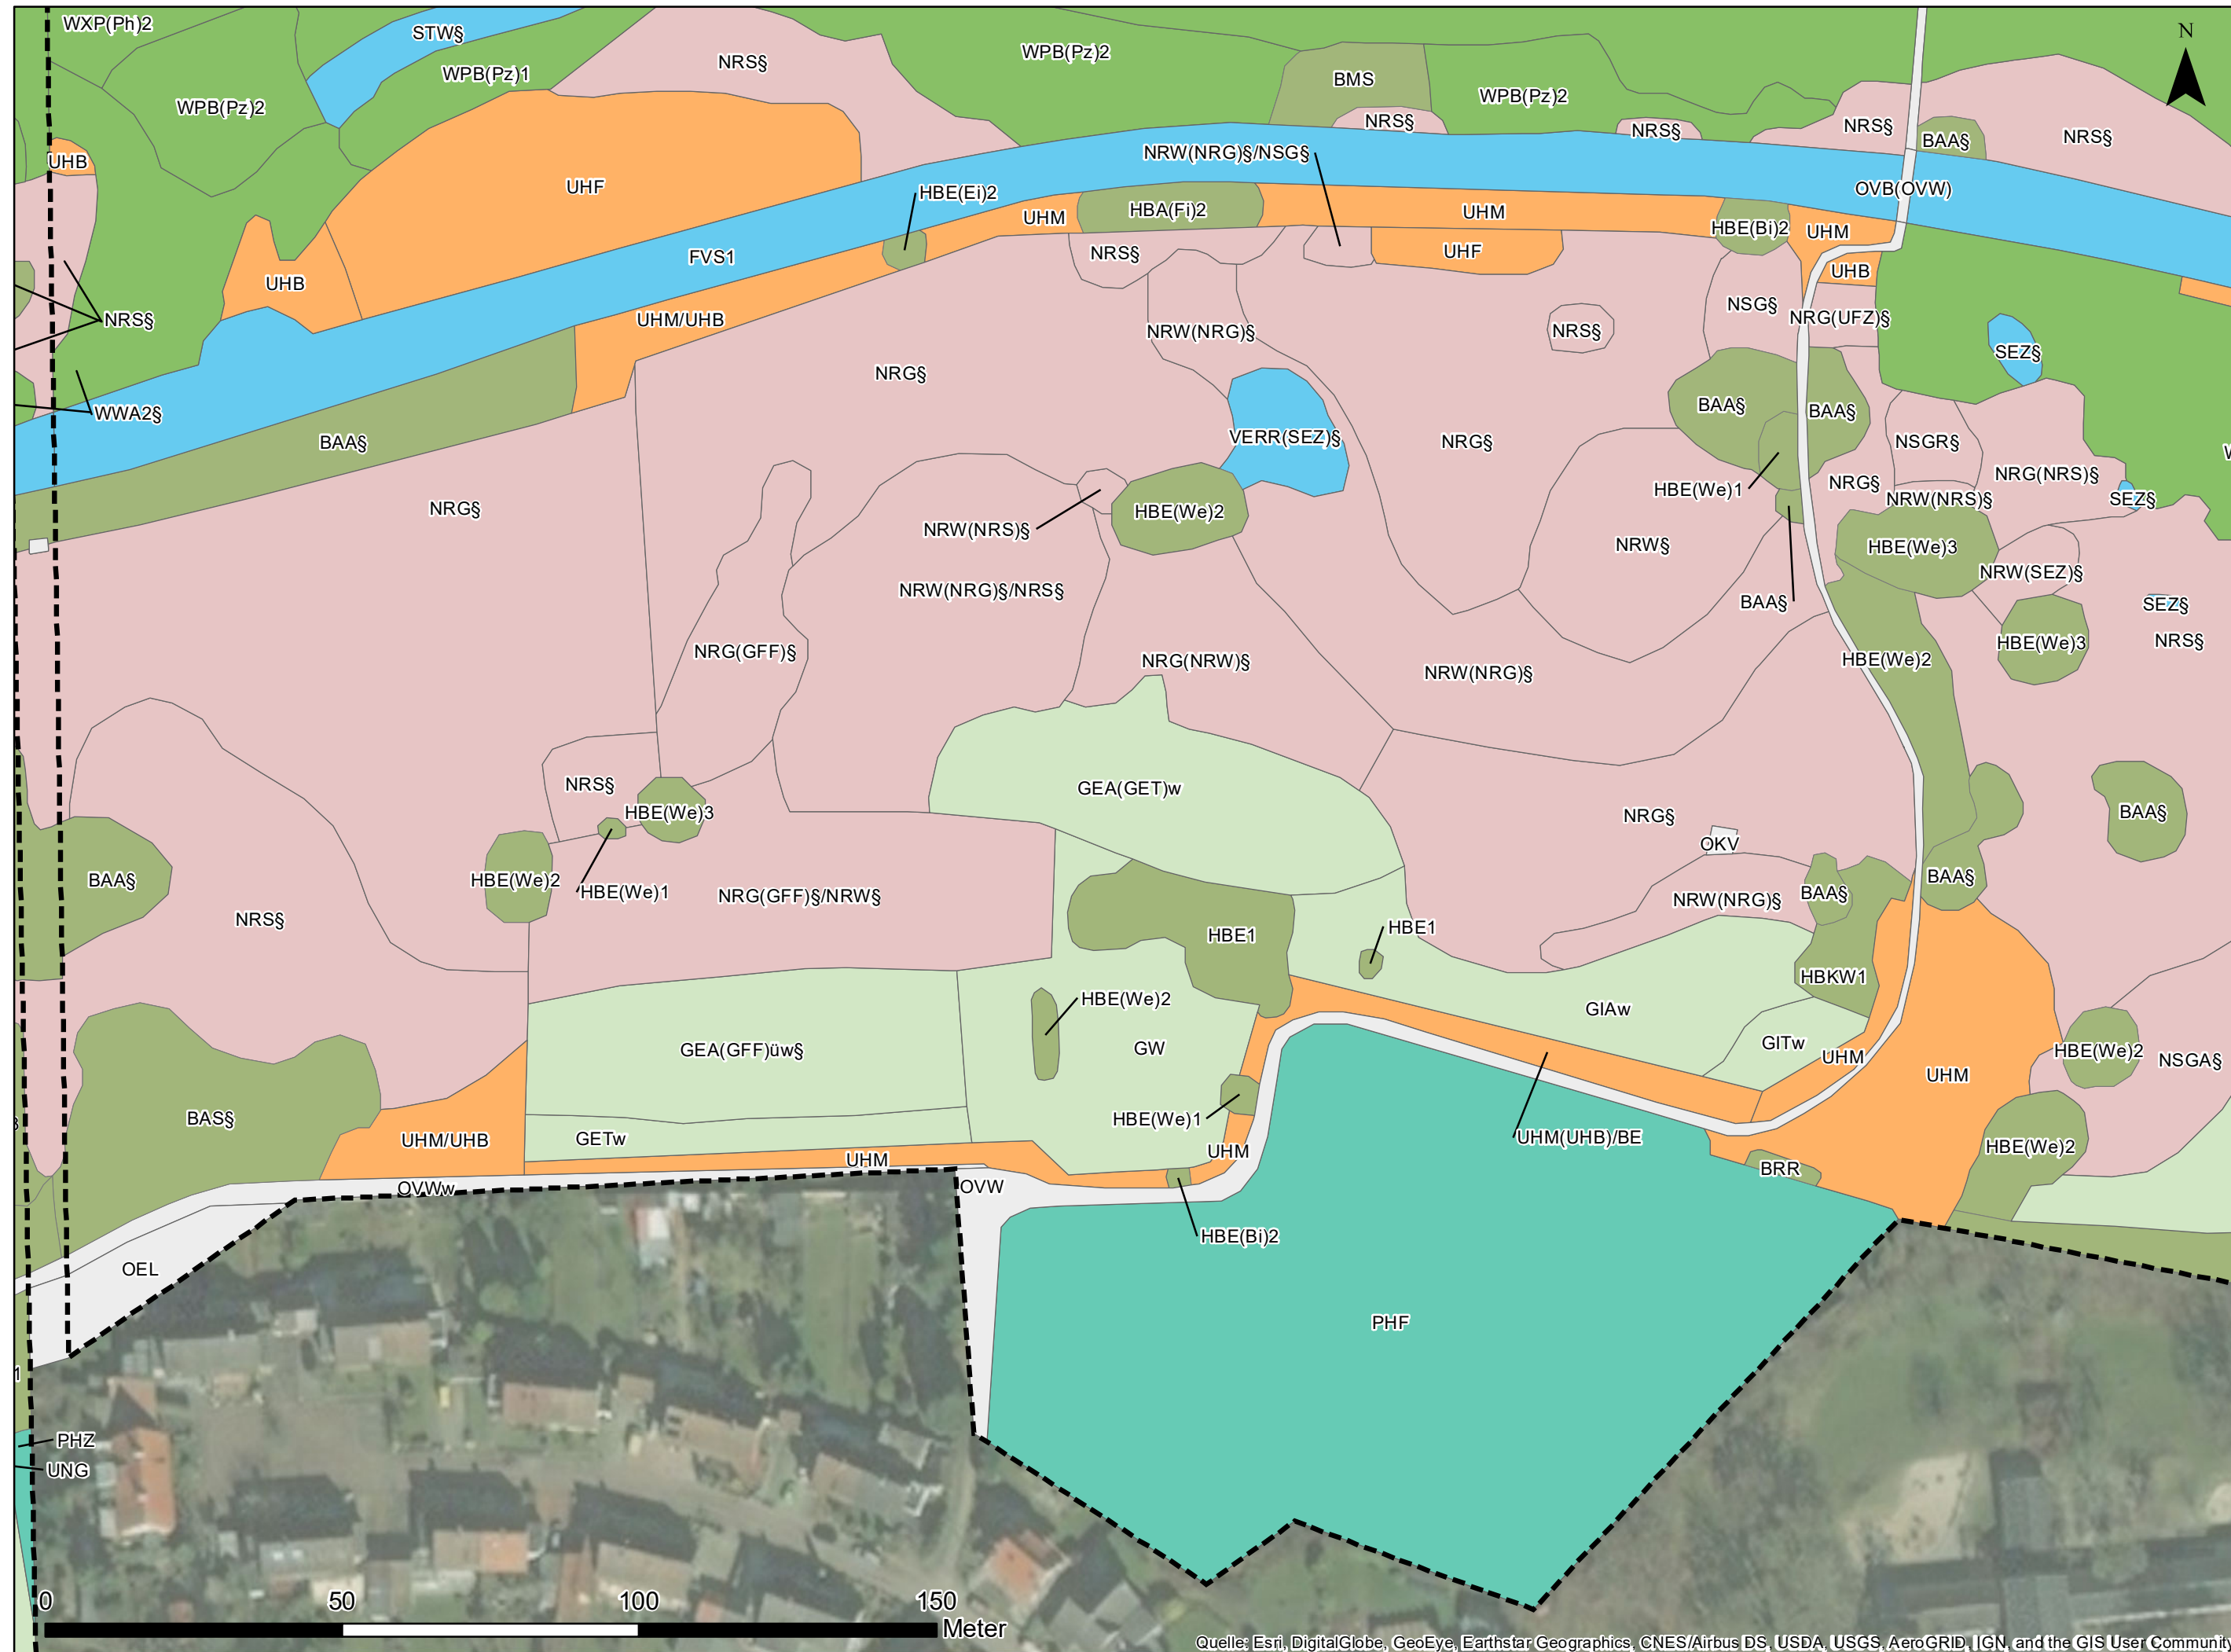 WXP(Ph)2
STW§
N
WPB(Pz)2
NRS§
WPB(Pz)1
BMS
WPB(Pz)2
WPB(Pz)2
NRS§
NRS§
NRS§
NRS§
BAA§
NRW(NRG)§/NSG§
UHB
UHF
OVB(OVW)
HBE(Ei)2
HBA(Fi)2
UHM
UHM
HBE(Bi)2
UHM
NRS§
UHF
FVS1
UHB
UHB
NSG§
NRG(UFZ)§
NRS§
UHM/UHB
NRW(NRG)§
NRS§
SEZ§
NRG§
BAA§
BAA§
WWA2§
VERR(SEZ)§
BAA§
NRG§
NSGR§
NRG(NRS)§
NRG§
HBE(We)1
NRW(NRS)§
SEZ§
NRG§
HBE(We)2
NRW(NRS)§
NRW§
HBE(We)3
NRW(SEZ)§
NRW(NRG)§/NRS§
BAA§
SEZ§
NRS§
HBE(We)3
NRG(GFF)§
NRG(NRW)§
NRW(NRG)§
HBE(We)2
NRS§
GEA(GET)w
HBE(We)3
NRG§
BAA§
OKV
BAA§
HBE(We)2
HBE(We)1
NRG(GFF)§/NRW§
BAA§
BAA§
NRW(NRG)§
NRS§
HBE1
HBE1
HBKW1
HBE(We)2
GIAw
GEA(GFF)üw§
GW
GITw
UHM
HBE(We)2
NSGA§
UHM
BAS§
HBE(We)1
UHM(UHB)/BE
UHM/UHB
GETw
UHM
HBE(We)2
UHM
BRR
OVWw
OVW
HBE(Bi)2
OEL
PHF
PHZ
UNG
0 50 100 150
Meter
Quelle: Esri, DigitalGlobe, GeoEye, Earthstar Geographics, CNES/Airbus DS, USDA, USGS, AeroGRID, IGN, and the GIS User Community